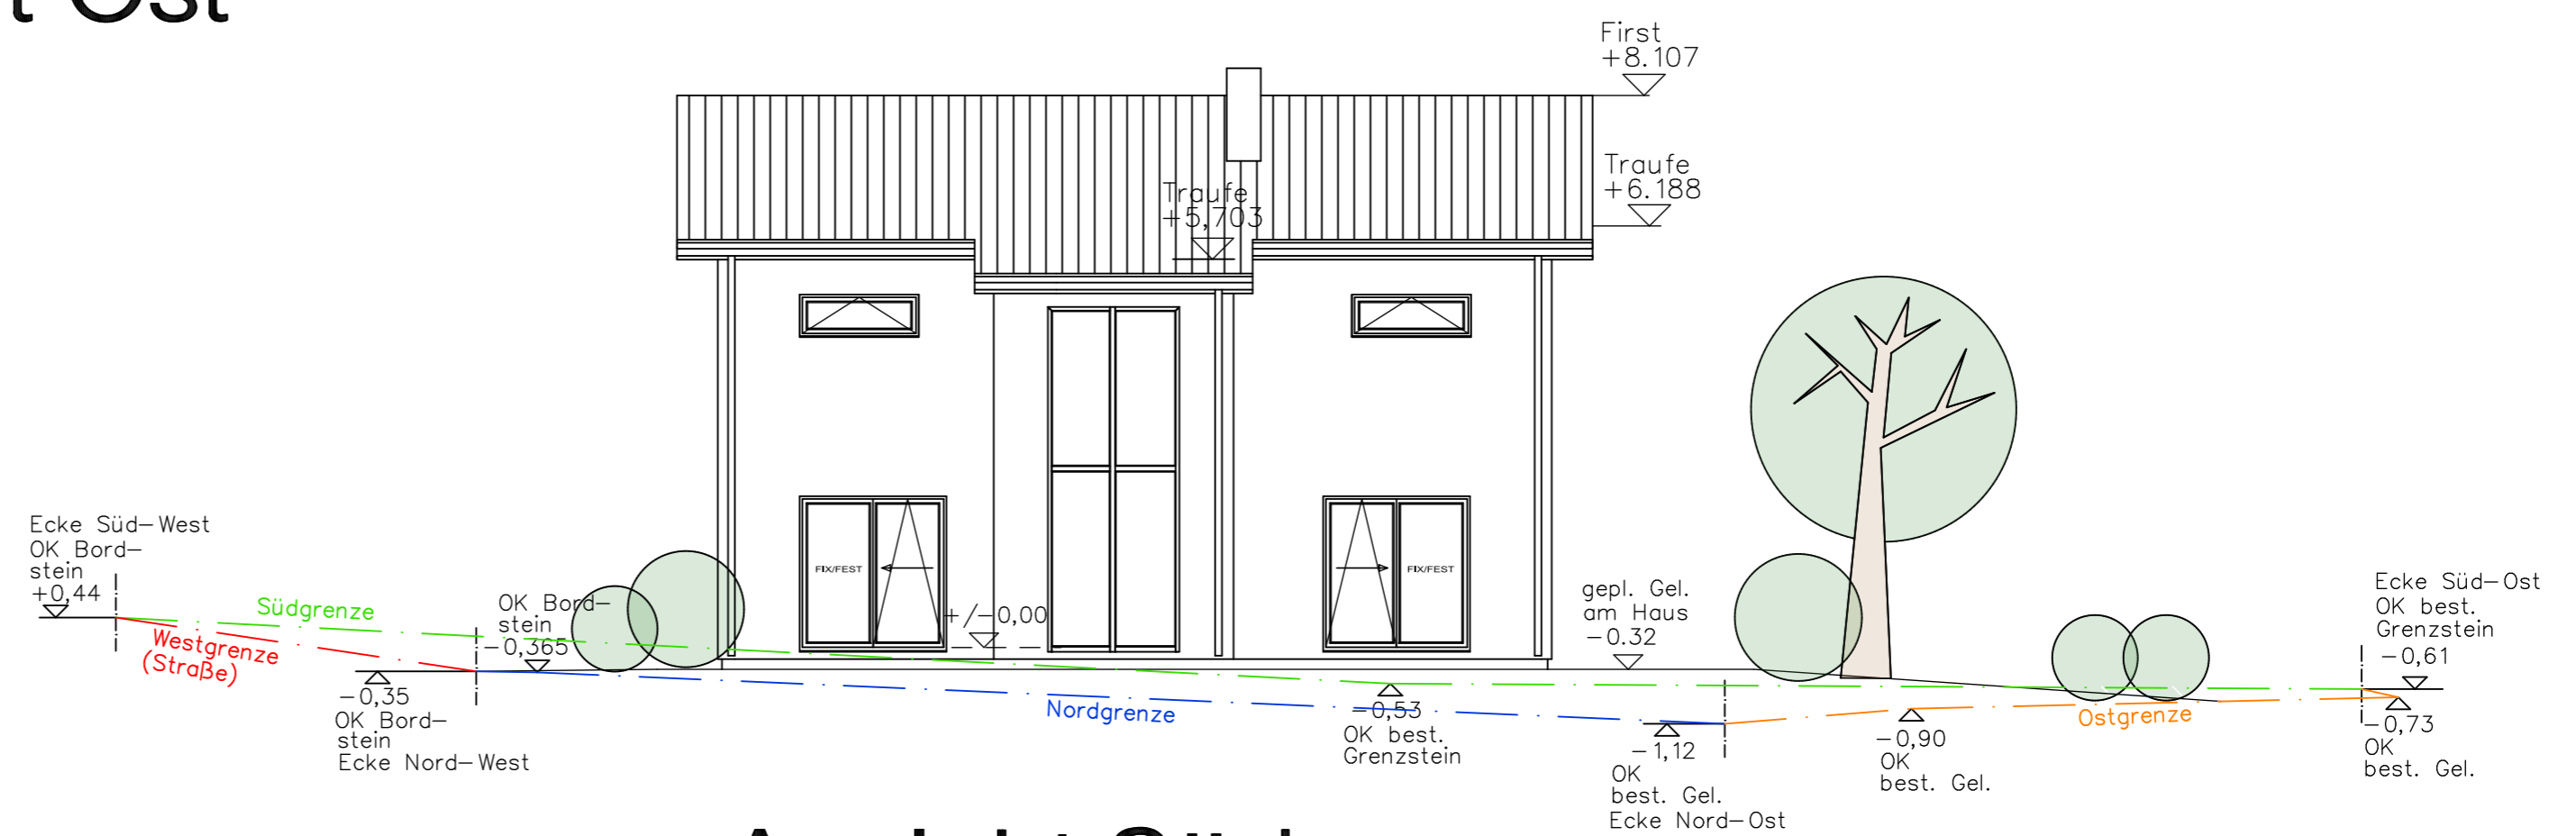 t Ost
First
+8.107
Traufe
+6.188
Traufe
+5,703
Ecke Süd-West
OK Bord-
stein
+0,44
Südgrenze
Westgrenze
(Straße)
OK Bord-
stein
-0,365
-0,35
OK Bord-
stein
Ecke Nord-West
FIX/FEST
+/-0,00
FIX/FEST
Nordgrenze
-0,53
OK best.
Grenzstein
gepl. Gel.
am Haus
-0.32
-1,12
OK
best. Gel.
Ecke Nord-Ost
-0,90
OK
best. Gel.
Ostgrenze
Ecke Süd-Ost
OK best.
Grenzstein
-0,61
-0,73
OK
best. Gel.